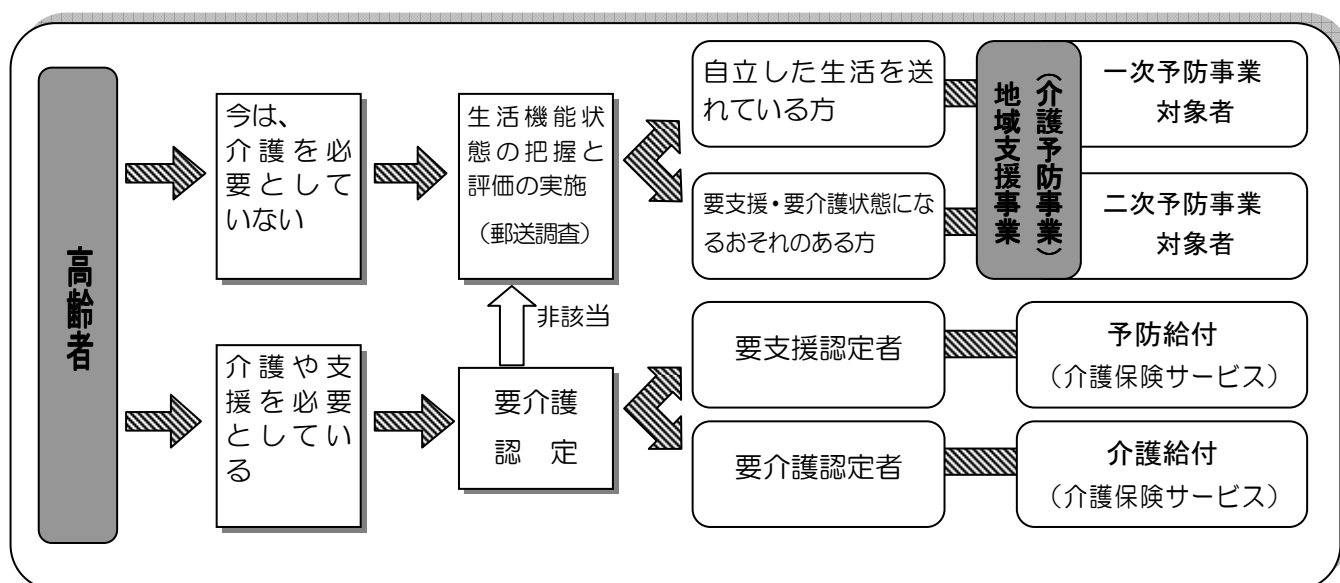 高齢者
今は、
介護を必
要として
いない
生活機能状
態の把握と
評価の実施
（郵送調査）
自立した生活を送
れている方
要支援・要介護状態にな
るおそれのある方
地域支援事業
（介護予防事業）
一次予防事業
対象者
二次予防事業
対象者
非該当
介護や支
援を必要
としてい
る
要介護
認　定
要支援認定者
要介護認定者
予防給付
（介護保険サービス）
介護給付
（介護保険サービス）